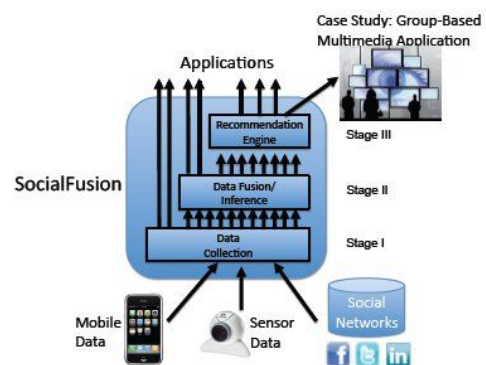 Case Study: Group-Based
Multimedia Application
Applications
Recommendation
Engine
Stage III
SocialFusion
Data Fusion/
Inference
Stage II
Data
Collection
Stage I
Mobile
Data
Sensor
Data
Social
Networks
f
t
in